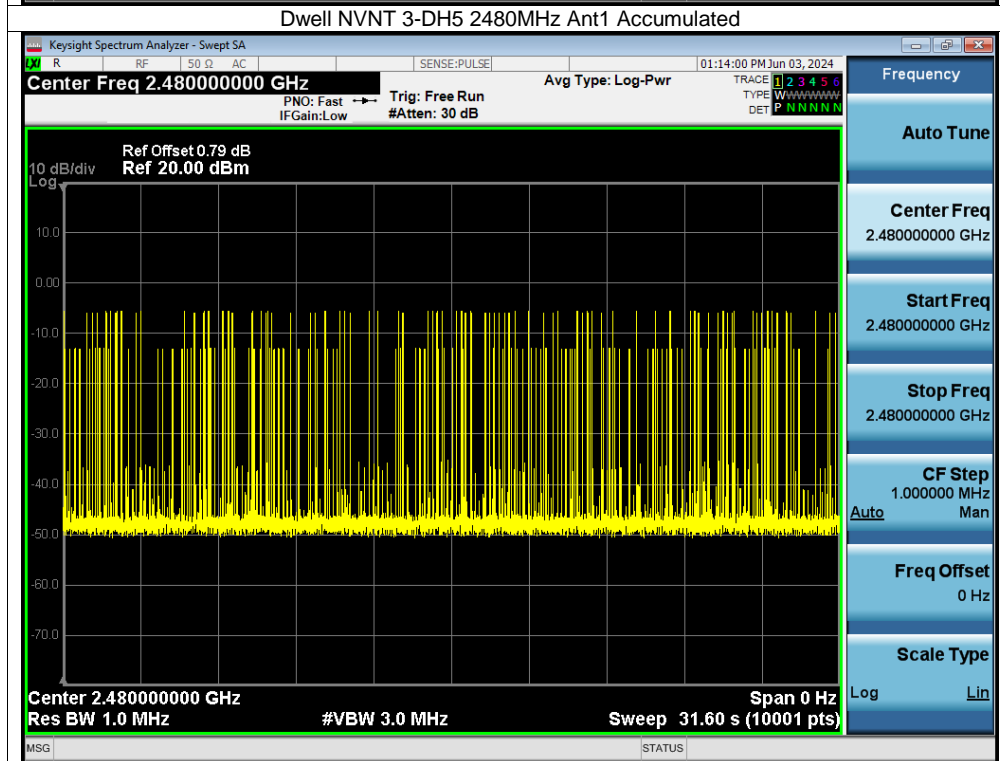 Dwell NVNT 3-DH5 2480MHz Ant1 Accumulated
Keysight Spectrum Analyzer - Swept SA
LXI R RF 50 Ω AC SENSE:PULSE 01:14:00 PM Jun 03, 2024
Center Freq 2.480000000 GHz Avg Type: Log-Pwr TRACE 1 2 3 4 5 6
PNO: Fast Trig: Free Run TYPE WWWWWW
IFGain:Low #Atten: 30 dB DET P N N N N N
Frequency
Auto Tune
Ref Offset 0.79 dB
10 dB/div Ref 20.00 dBm
Log
10.0
0.00
-10.0
-20.0
-30.0
-40.0
-50.0
-60.0
-70.0
Center Freq
2.480000000 GHz
Start Freq
2.480000000 GHz
Stop Freq
2.480000000 GHz
CF Step
1.000000 MHz
Auto Man
Freq Offset
0 Hz
Scale Type
Log Lin
Center 2.480000000 GHz Span 0 Hz
Res BW 1.0 MHz #VBW 3.0 MHz Sweep 31.60 s (10001 pts)
MSG STATUS